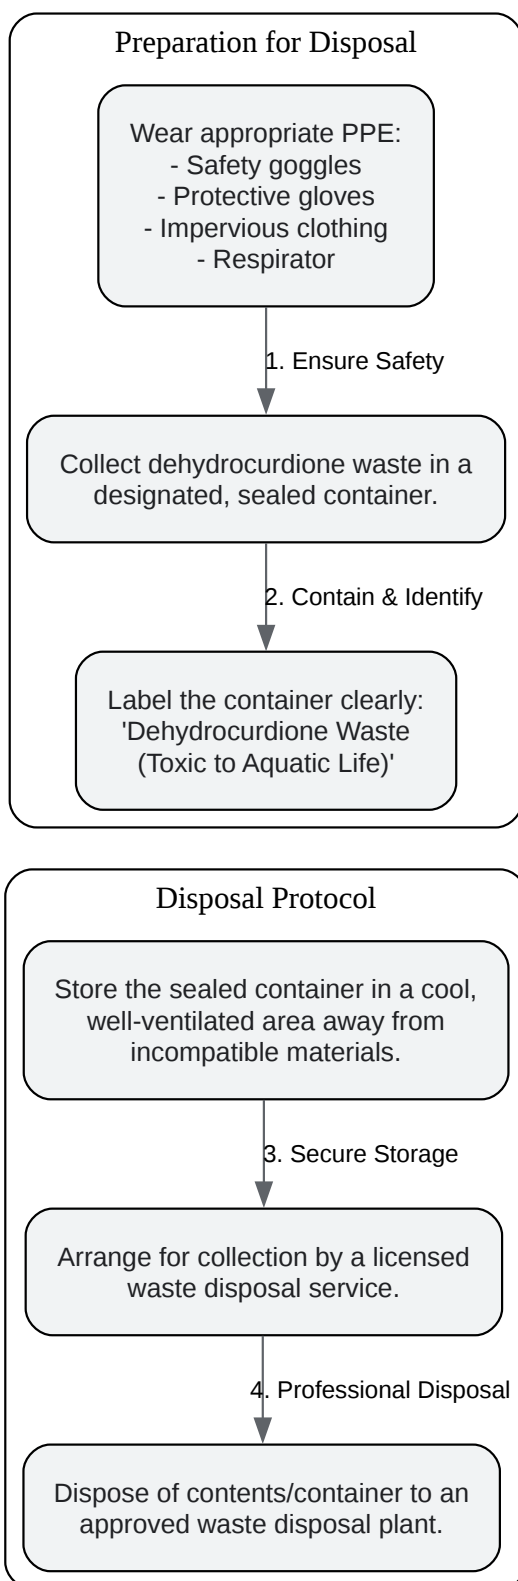 Preparation for Disposal
Wear appropriate PPE:
- Safety goggles
- Protective gloves
- Impervious clothing
- Respirator
1. Ensure Safety
Collect dehydrocurdione waste in a
designated, sealed container.
2. Contain & Identify
Label the container clearly:
'Dehydrocurdione Waste
(Toxic to Aquatic Life)'
Disposal Protocol
Store the sealed container in a cool,
well-ventilated area away from
incompatible materials.
3. Secure Storage
Arrange for collection by a licensed
waste disposal service.
4. Professional Disposal
Dispose of contents/container to an
approved waste disposal plant.